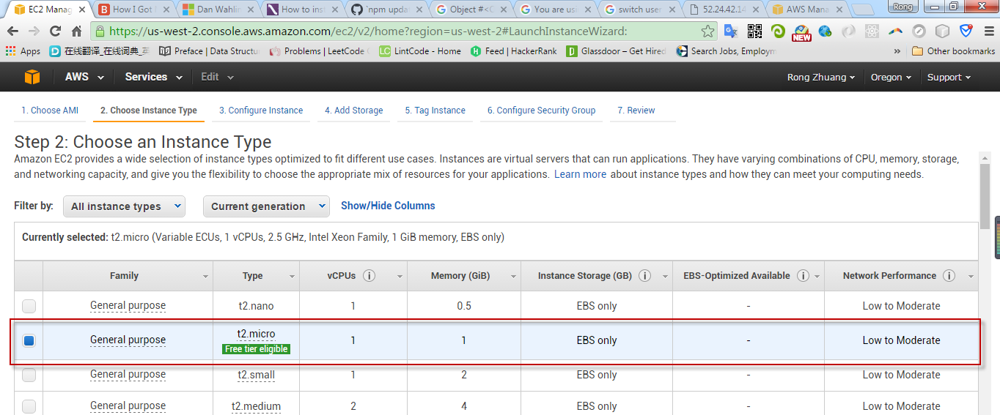 EC2 Manag How I Got Dan Wahlin How to inst `npm upda Object #<C You are usi switch user 52.24.42.14 AWS Mana Rong
https://us-west-2.console.aws.amazon.com/ec2/v2/home?region=us-west-2#LaunchInstanceWizard: NEW
Apps 在线翻译_在线词典_英 Preface | Data Structu Problems | LeetCode LintCode - Home Feed | HackerRank Glassdoor – Get Hired Search Jobs, Employm » Other bookmarks
AWS Services Edit Rong Zhuang Oregon Support
1. Choose AMI 2. Choose Instance Type 3. Configure Instance 4. Add Storage 5. Tag Instance 6. Configure Security Group 7. Review
Step 2: Choose an Instance Type
Amazon EC2 provides a wide selection of instance types optimized to fit different use cases. Instances are virtual servers that can run applications. They have varying combinations of CPU, memory, storage,
and networking capacity, and give you the flexibility to choose the appropriate mix of resources for your applications. Learn more about instance types and how they can meet your computing needs.
Filter by: All instance types Current generation Show/Hide Columns
Currently selected: t2.micro (Variable ECUs, 1 vCPUs, 2.5 GHz, Intel Xeon Family, 1 GiB memory, EBS only)
Family Type vCPUs Memory (GiB) Instance Storage (GB) EBS-Optimized Available Network Performance
General purpose t2.nano 1 0.5 EBS only - Low to Moderate
General purpose t2.micro 1 1 EBS only - Low to Moderate
Free tier eligible
General purpose t2.small 1 2 EBS only - Low to Moderate
General purpose t2.medium 2 4 EBS only - Low to Moderate